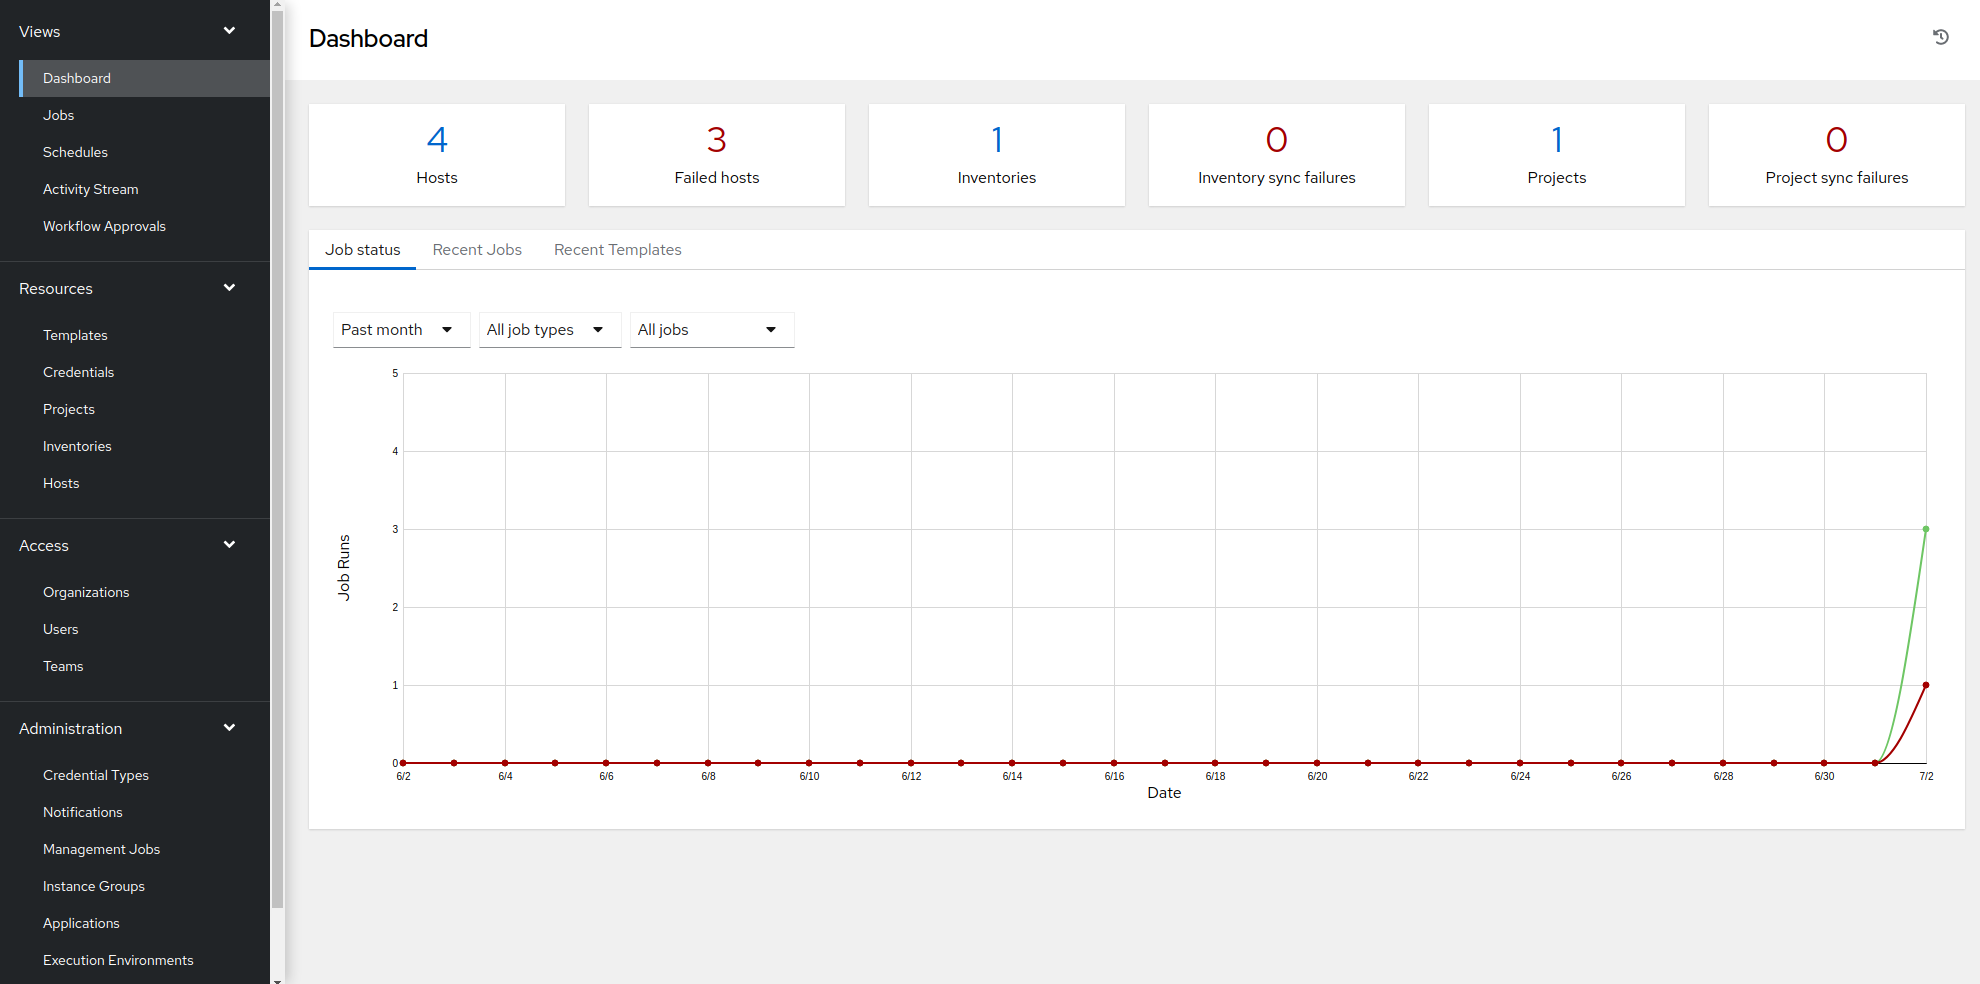 Views
Dashboard
Jobs
Schedules
Activity Stream
Workflow Approvals
Resources
Templates
Credentials
Projects
Inventories
Hosts
Access
Organizations
Users
Teams
Administration
Credential Types
Notifications
Management Jobs
Instance Groups
Applications
Execution Environments
Dashboard
4
Hosts
3
Failed hosts
1
Inventories
0
Inventory sync failures
1
Projects
0
Project sync failures
Job status Recent Jobs Recent Templates
Past month All job types All jobs
Job Runs
5
4
3
2
1
0
6/2 6/4 6/6 6/8 6/10 6/12 6/14 6/16 6/18 6/20 6/22 6/24 6/26 6/28 6/30 7/2
Date